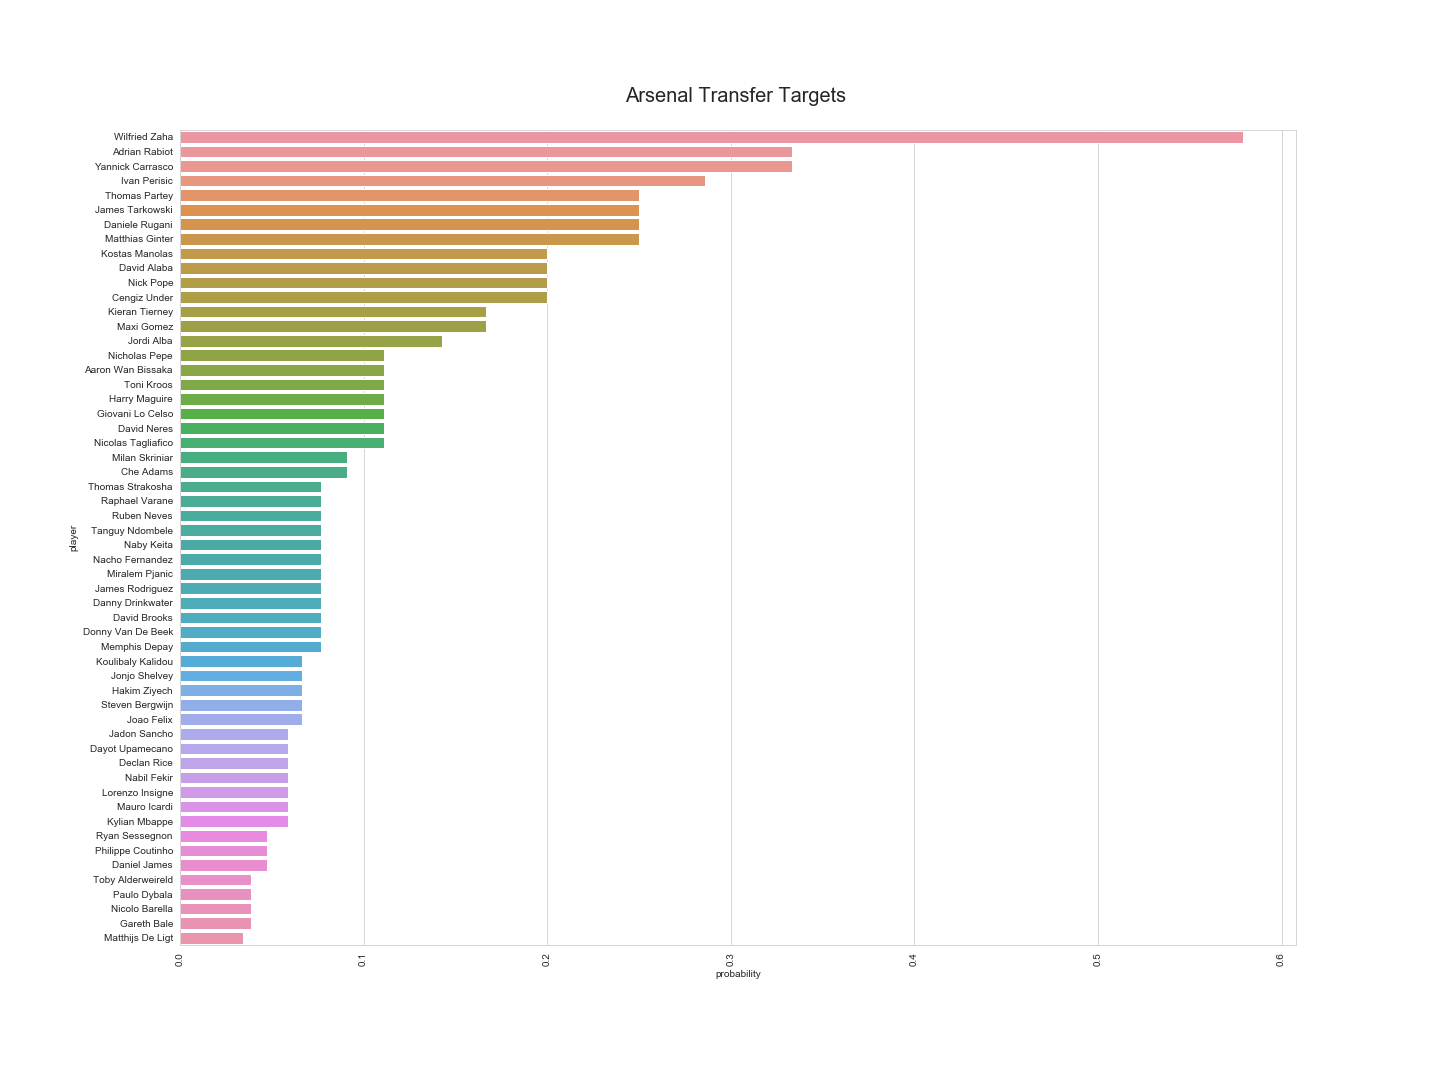 Arsenal Transfer Targets
player
Wilfried Zaha
Adrian Rabiot
Yannick Carrasco
Ivan Perisic
Thomas Partey
James Tarkowski
Daniele Rugani
Matthias Ginter
Kostas Manolas
David Alaba
Nick Pope
Cengiz Under
Kieran Tierney
Maxi Gomez
Jordi Alba
Nicholas Pepe
Aaron Wan Bissaka
Toni Kroos
Harry Maguire
Giovani Lo Celso
David Neres
Nicolas Tagliafico
Milan Skriniar
Che Adams
Thomas Strakosha
Raphael Varane
Ruben Neves
Tanguy Ndombele
Naby Keita
Nacho Fernandez
Miralem Pjanic
James Rodriguez
Danny Drinkwater
David Brooks
Donny Van De Beek
Memphis Depay
Koulibaly Kalidou
Jonjo Shelvey
Hakim Ziyech
Steven Bergwijn
Joao Felix
Jadon Sancho
Dayot Upamecano
Declan Rice
Nabil Fekir
Lorenzo Insigne
Mauro Icardi
Kylian Mbappe
Ryan Sessegnon
Philippe Coutinho
Daniel James
Toby Alderweireld
Paulo Dybala
Nicolo Barella
Gareth Bale
Matthijs De Ligt
0.0
0.1
0.2
0.3
0.4
0.5
0.6
probability